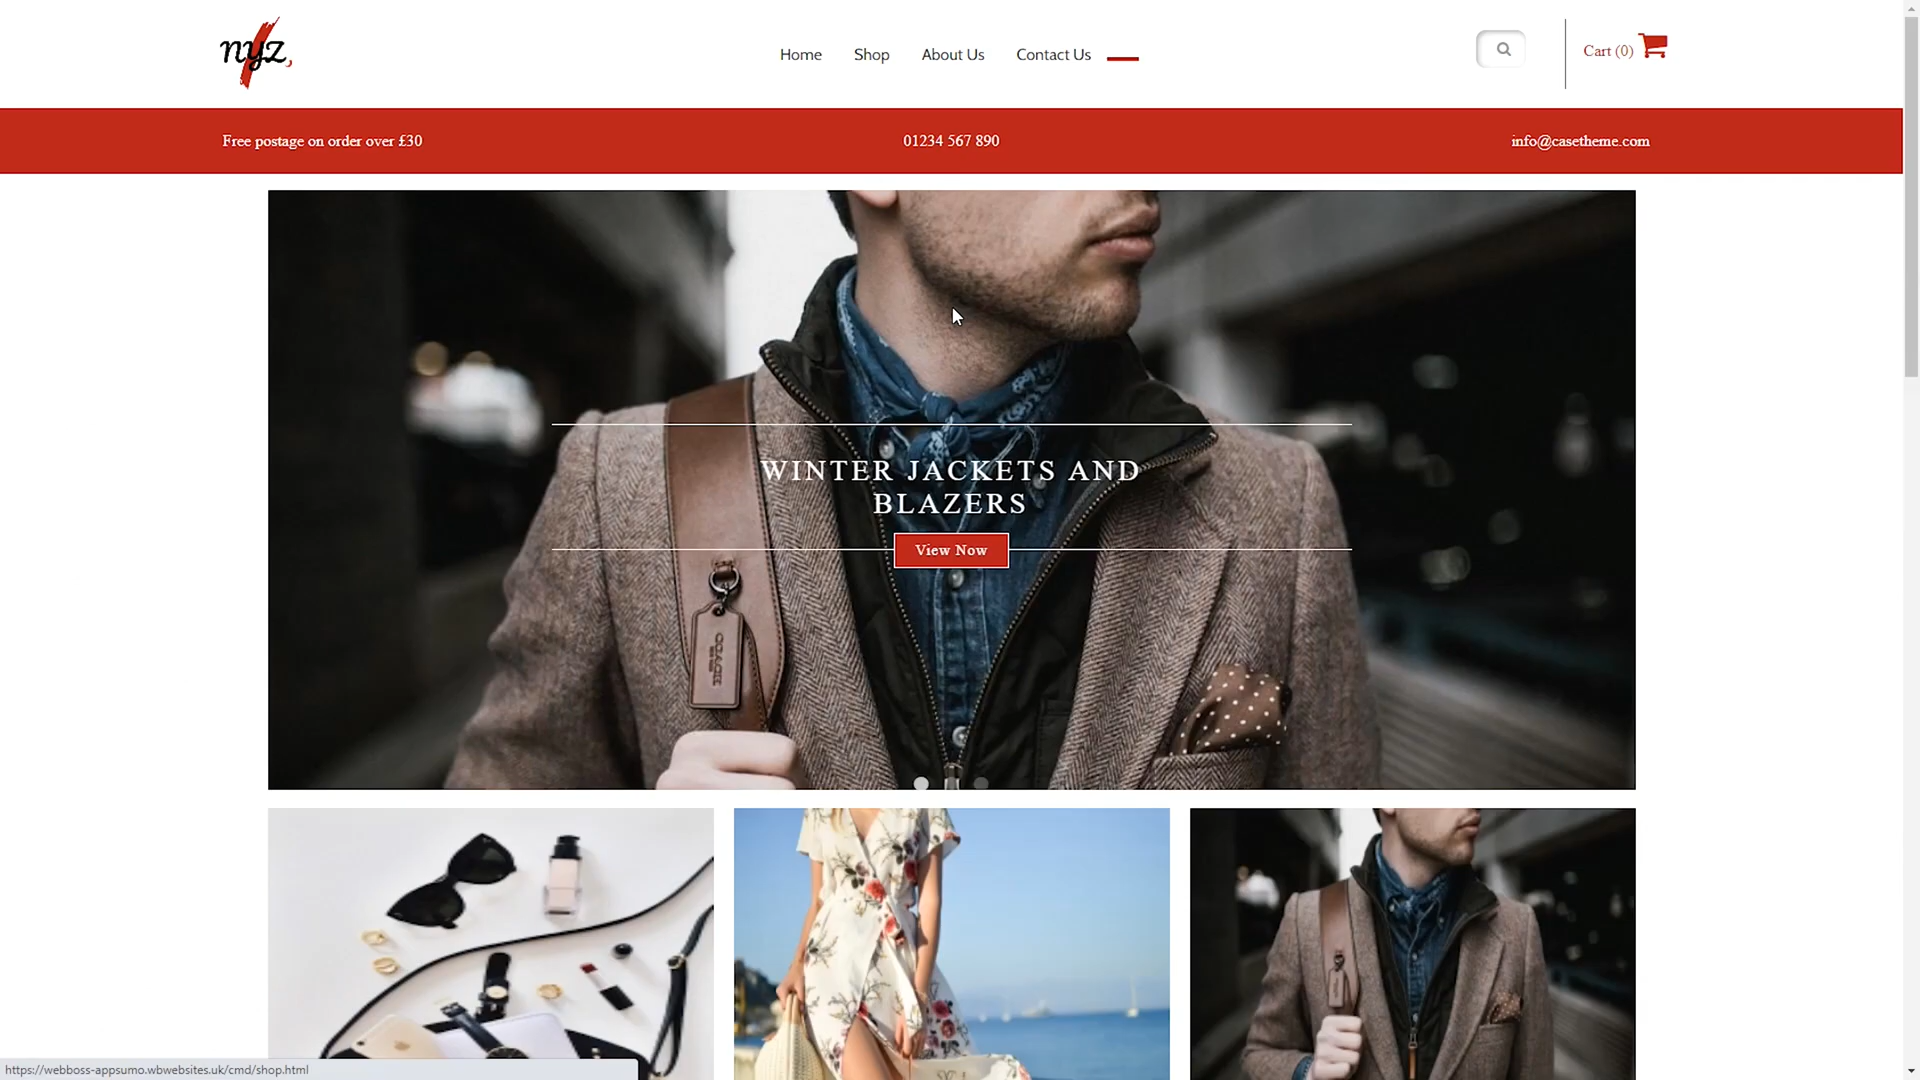 nyz,
Home Shop About Us Contact Us
Cart (0)
Free postage on order over £30
01234 567 890
info@casetheme.com
WINTER JACKETS AND
BLAZERS
View Now
COACH
https://webboss-appsumo.wbwebsites.uk/cmd/shop.html